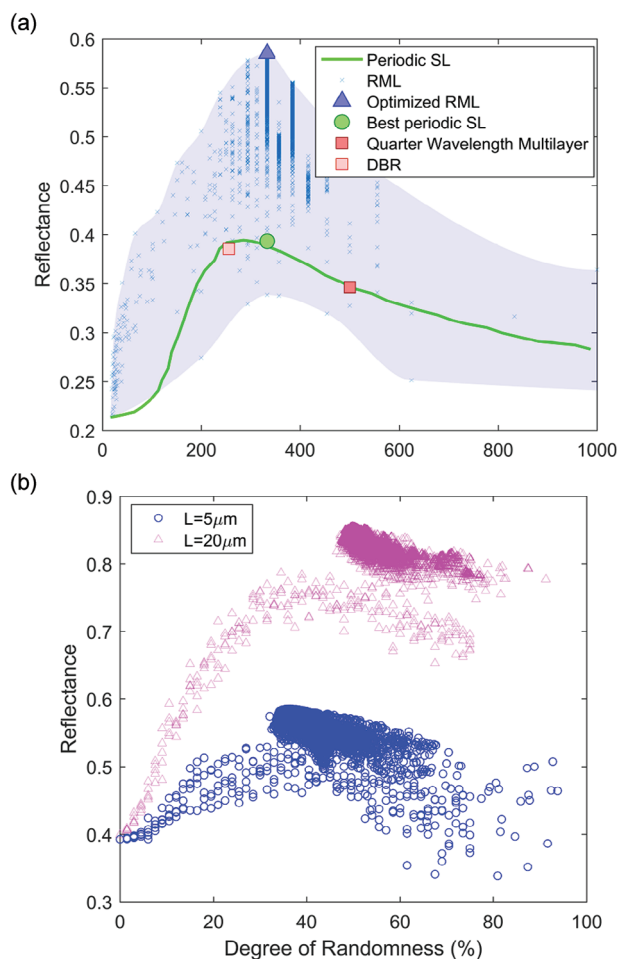 (a)
0.6
0.55
0.5
0.45
0.4
0.35
0.3
0.25
0.2
Reflectance
Periodic SL
RML
Optimized RML
Best periodic SL
Quarter Wavelength Multilayer
DBR
0 200 400 600 800 1000
(b)
0.9
0.8
0.7
0.6
0.5
0.4
0.3
Reflectance
L=5μm
L=20μm
0 20 40 60 80 100
Degree of Randomness (%)